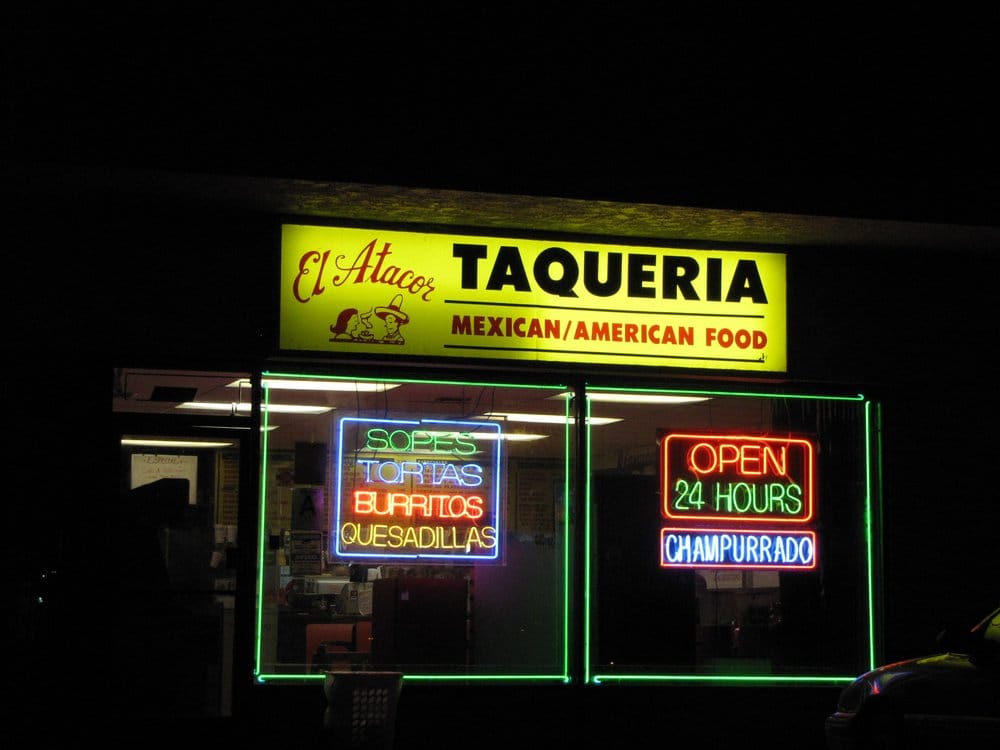 El Atacor
TAQUERIA
MEXICAN/AMERICAN FOOD
SOPES
TORTAS
BURRITOS
QUESADILLAS
OPEN
24 HOURS
CHAMPURRADO
A